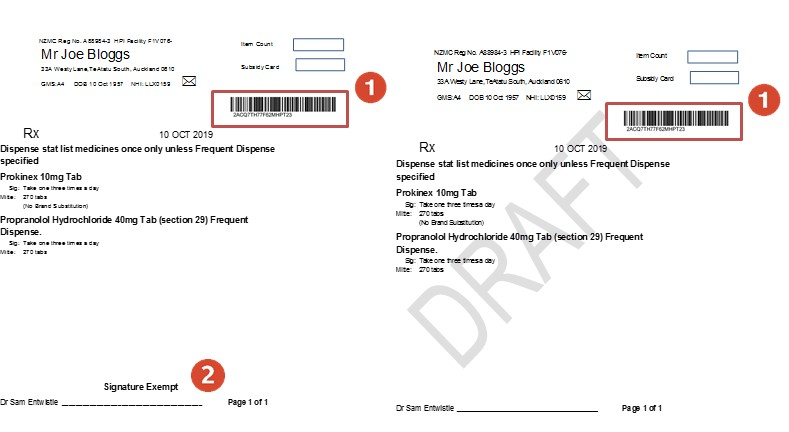 NZMC Reg No. A88984-3 HPI Facility F1V076-
Mr Joe Bloggs
33A Westy Lane,TeAtatu South, Auckland 0610
GMS:A4 DOB 10 Oct 1957 NHI: LLX0159
Item Count
Subsidy Card
1
2ACQ7TH77F62MHPT23
Rx 10 OCT 2019
Dispense stat list medicines once only unless Frequent Dispense
specified
Prokinex 10mg Tab
Sig: Take one three times a day
Mitte: 270 tabs
(No Brand Substitution)
Propranolol Hydrochloride 40mg Tab (section 29) Frequent
Dispense.
Sig: Take one three times a day
Mitte: 270 tabs
2
Signature Exempt
Dr Sam Entwistle Page 1 of 1
NZMC Reg No. A88984-3 HPI Facility F1V076-
Mr Joe Bloggs
33A Westy Lane,TeAtatu South, Auckland 0610
GMS:A4 DOB 10 Oct 1957 NHI: LLX0159
Item Count
Subsidy Card
1
2ACQ7TH77F62MHPT23
Rx 10 OCT 2019
Dispense stat list medicines once only unless Frequent Dispense
specified
Prokinex 10mg Tab
Sig: Take one three times a day
Mitte: 270 tabs
(No Brand Substitution)
Propranolol Hydrochloride 40mg Tab (section 29) Frequent
Dispense.
Sig: Take one three times a day
Mitte: 270 tabs
DRAFT
Dr Sam Entwistle Page 1 of 1